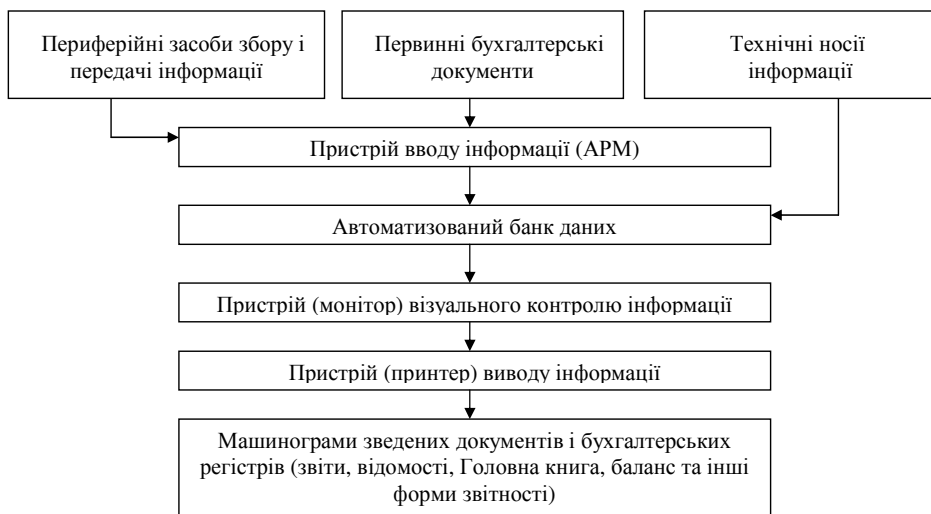 Периферійні засоби збору і
передачі інформації
Первинні бухгалтерські
документи
Технічні носії
інформації
Пристрій вводу інформації (АРМ)
Автоматизований банк даних
Пристрій (монітор) візуального контролю інформації
Пристрій (принтер) виводу інформації
Машинограми зведених документів і бухгалтерських
регістрів (звіти, відомості, Головна книга, баланс та інші
форми звітності)